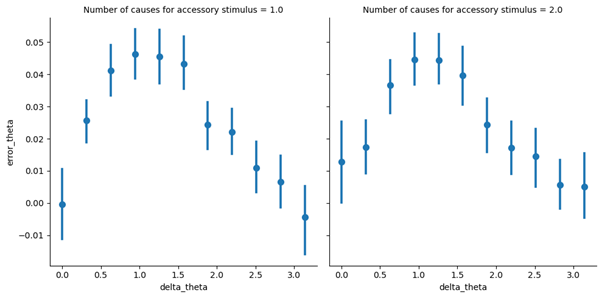 Number of causes for accessory stimulus = 1.0
Number of causes for accessory stimulus = 2.0
error_theta
0.05
0.04
0.03
0.02
0.01
0.00
−0.01
0.0 0.5 1.0 1.5 2.0 2.5 3.0
0.0 0.5 1.0 1.5 2.0 2.5 3.0
delta_theta
delta_theta